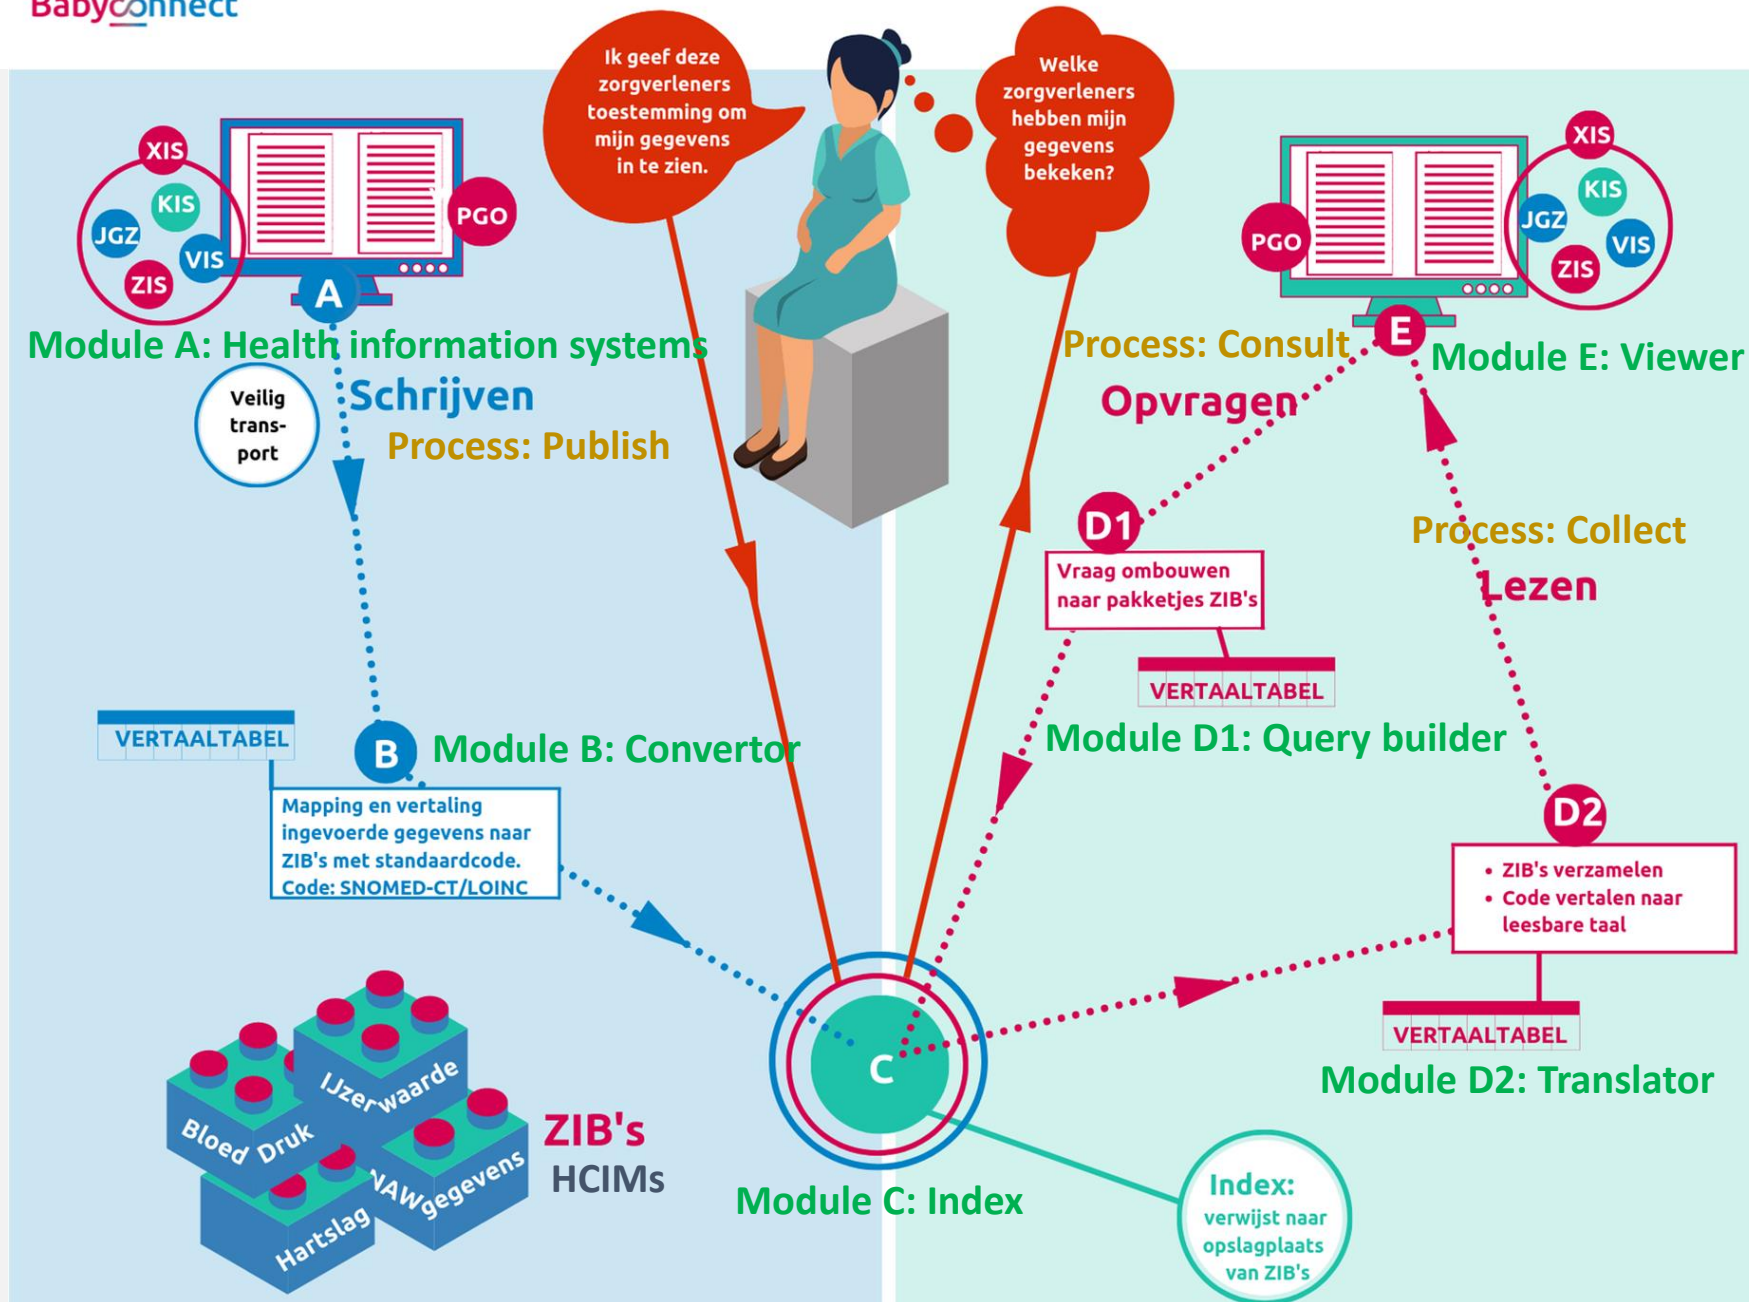 Babyconnect
Ik geef deze
zorgverleners
toestemming om
mijn gegevens
in te zien.
Welke
zorgverleners
hebben mijn
gegevens
bekeken?
XIS
KIS
JGZ
VIS
ZIS
PGO
A
Module A: Health information systems
Veilig
trans-
port
Schrijven
Process: Publish
XIS
KIS
JGZ
VIS
ZIS
PGO
E
Module E: Viewer
Process: Consult
Opvragen
D1
Vraag ombouwen
naar pakketjes ZIB's
VERTAALTABEL
Module D1: Query builder
Process: Collect
Lezen
VERTAALTABEL
B
Module B: Convertor
Mapping en vertaling
ingevoerde gegevens naar
ZIB's met standaardcode.
Code: SNOMED-CT/LOINC
D2
• ZIB's verzamelen
• Code vertalen naar
leesbare taal
VERTAALTABEL
Module D2: Translator
C
Module C: Index
Index:
verwijst naar
opslagplaats
van ZIB's
IJzerwaarde
Bloed Druk
NAWgegevens
Hartslag
ZIB's
HCIMs